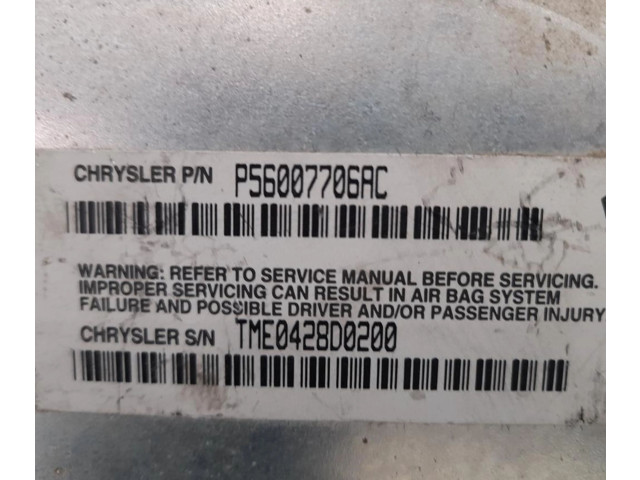 CHRYSLER P/N P56007706AC
WARNING: REFER TO SERVICE MANUAL BEFORE SERVICING.
IMPROPER SERVICING CAN RESULT IN AIR BAG SYSTEM
FAILURE AND POSSIBLE DRIVER AND/OR PASSENGER INJURY
CHRYSLER S/N TME0428D0200